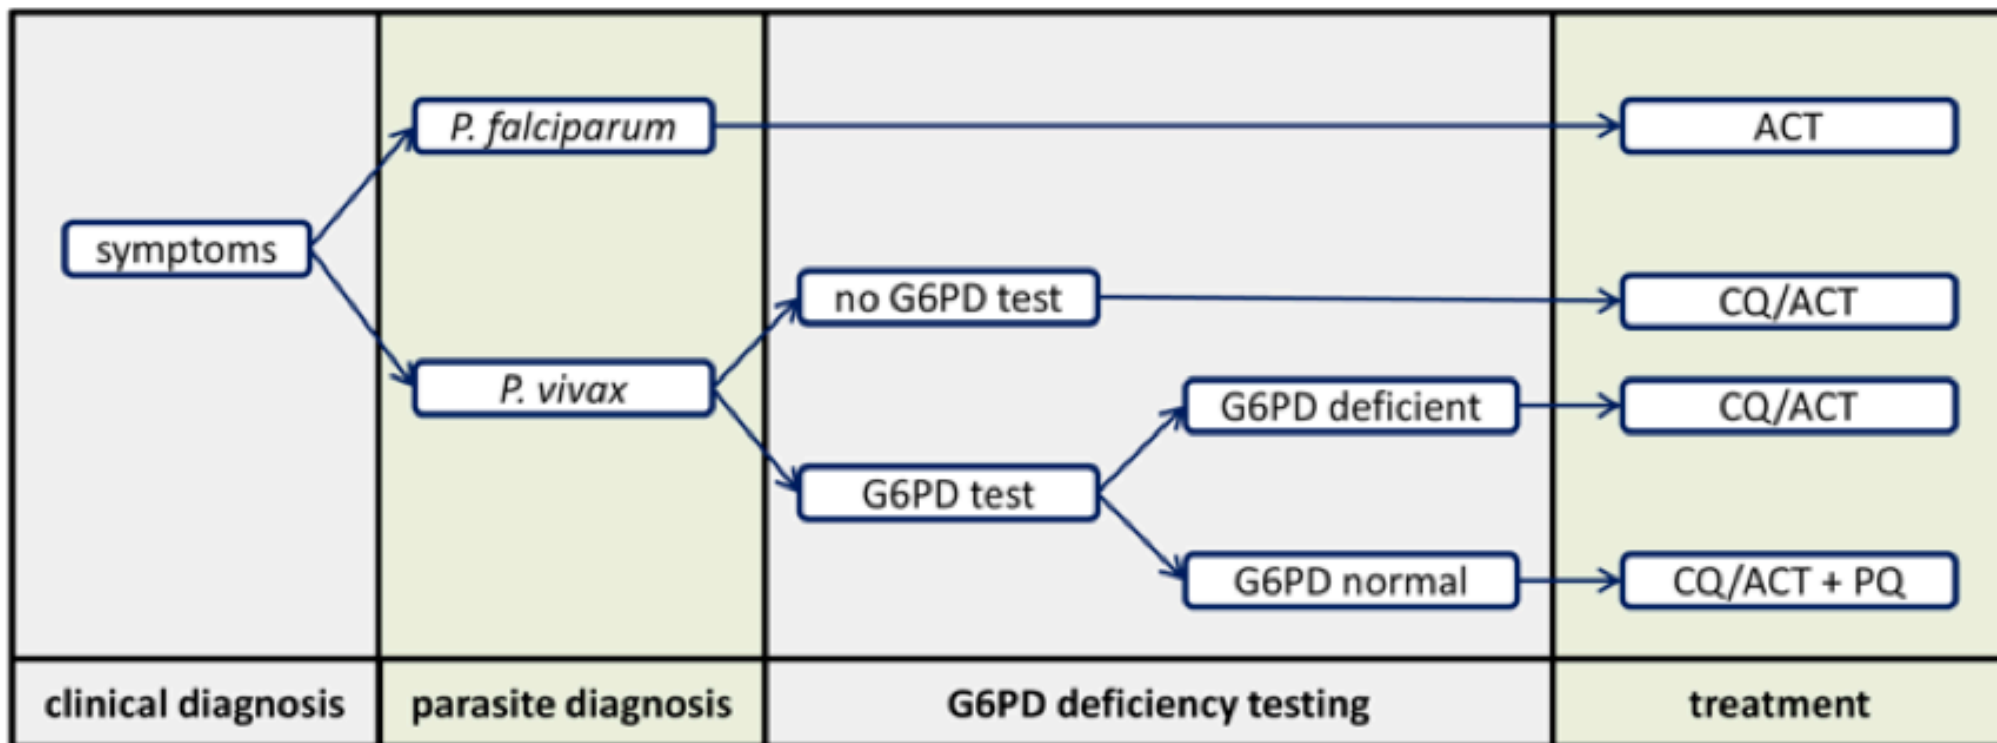 P. falciparum
ACT
symptoms
no G6PD test
CQ/ACT
P. vivax
G6PD deficient
CQ/ACT
G6PD test
G6PD normal
CQ/ACT + PQ
clinical diagnosis
parasite diagnosis
G6PD deficiency testing
treatment